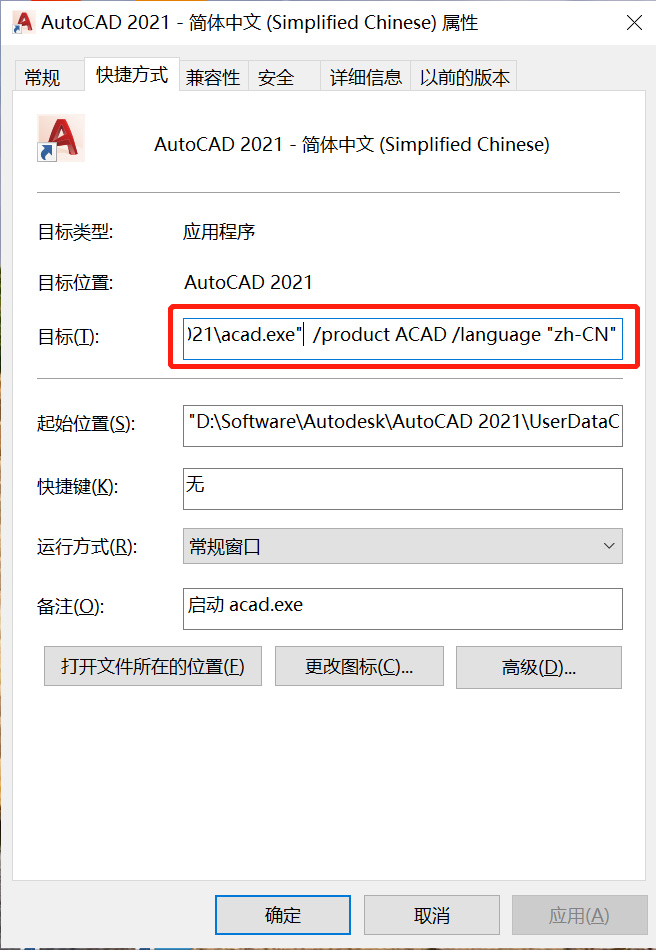 AutoCAD 2021 - 简体中文 (Simplified Chinese) 属性
常规 快捷方式 兼容性 安全 详细信息 以前的版本
AutoCAD 2021 - 简体中文 (Simplified Chinese)
目标类型: 应用程序
目标位置: AutoCAD 2021
目标(T): 021\acad.exe" /product ACAD /language "zh-CN"
起始位置(S): "D:\Software\Autodesk\AutoCAD 2021\UserDataC
快捷键(K): 无
运行方式(R): 常规窗口
备注(O): 启动 acad.exe
打开文件所在的位置(F) 更改图标(C)... 高级(D)...
确定 取消 应用(A)